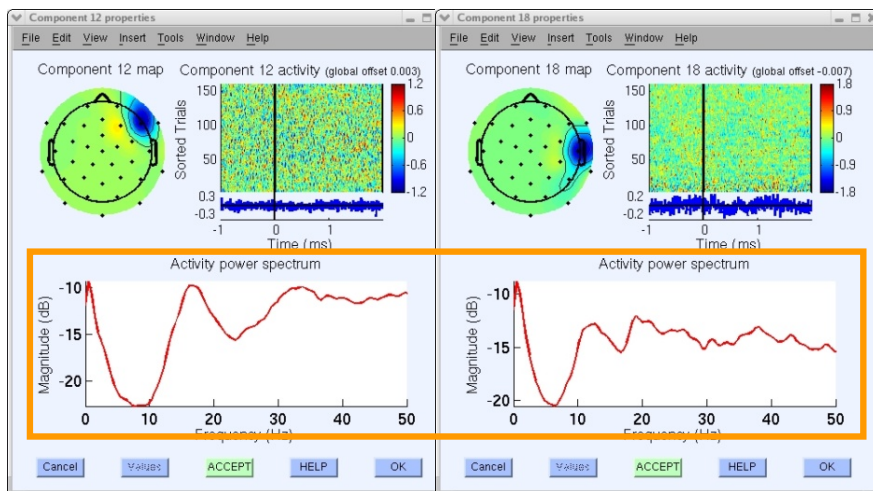 Component 12 properties
File Edit View Insert Tools Window Help
Component 12 map
Component 12 activity (global offset 0.003)
Sorted Trials
150
100
50
1.2
0.6
0
-0.6
-1.2
0.3
-0.3
-1 0 1
Time (ms)
Activity power spectrum
Magnitude (dB)
-10
-15
-20
0 10 20 30 40 50
Frequency (Hz)
Cancel Values ACCEPT HELP OK
Component 18 properties
File Edit View Insert Tools Window Help
Component 18 map
Component 18 activity (global offset -0.007)
Sorted Trials
150
100
50
1.8
0.9
0
-0.9
-1.8
0.2
-0.2
-1 0 1
Time (ms)
Activity power spectrum
Magnitude (dB)
-10
-15
-20
0 10 20 30 40 50
Frequency (Hz)
Cancel Values ACCEPT HELP OK